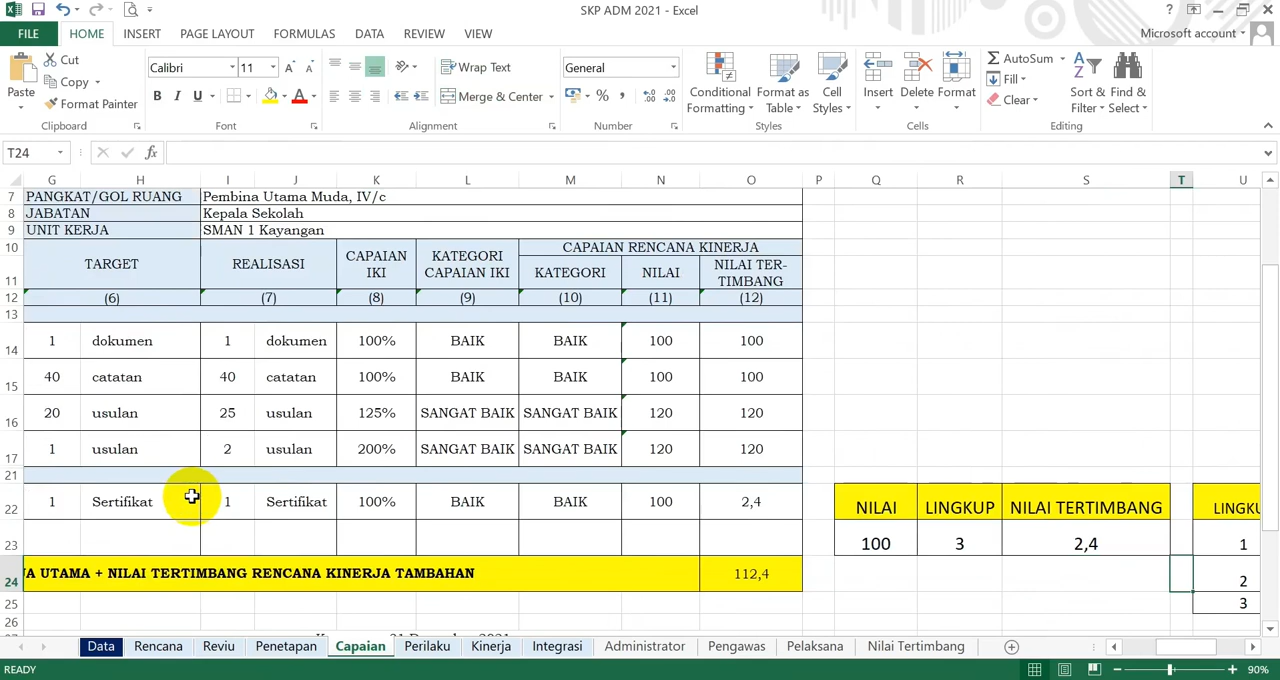 SKP ADM 2021 - Excel
FILE HOME INSERT PAGE LAYOUT FORMULAS DATA REVIEW VIEW Microsoft account
Cut
Copy
Format Painter
Paste
Clipboard
Calibri 11
B I U
Font
Wrap Text
Merge & Center
Alignment
General
%
Number
Conditional Formatting
Format as Table
Cell Styles
Styles
Insert Delete Format
Cells
AutoSum
Fill
Clear
Sort & Filter
Find & Select
Editing
T24 fx
G H I J K L M N O P Q R S T U
7 PANGKAT/GOL RUANG Pembina Utama Muda, IV/c
8 JABATAN Kepala Sekolah
9 UNIT KERJA SMAN 1 Kayangan
10 TARGET REALISASI CAPAIAN IKI KATEGORI CAPAIAN IKI CAPAIAN RENCANA KINERJA
11 KATEGORI NILAI NILAI TER-TIMBANG
12 (6) (7) (8) (9) (10) (11) (12)
13
14 1 dokumen 1 dokumen 100% BAIK BAIK 100 100
15 40 catatan 40 catatan 100% BAIK BAIK 100 100
16 20 usulan 25 usulan 125% SANGAT BAIK SANGAT BAIK 120 120
17 1 usulan 2 usulan 200% SANGAT BAIK SANGAT BAIK 120 120
21
22 1 Sertifikat 1 Sertifikat 100% BAIK BAIK 100 2,4 NILAI LINGKUP NILAI TERTIMBANG
23 100 3 2,4 1
24 UTAMA + NILAI TERTIMBANG RENCANA KINERJA TAMBAHAN 112,4 2
25 3
26
Data Rencana Reviu Penetapan Capaian Perilaku Kinerja Integrasi Administrator Pengawas Pelaksana Nilai Tertimbang
READY 90%